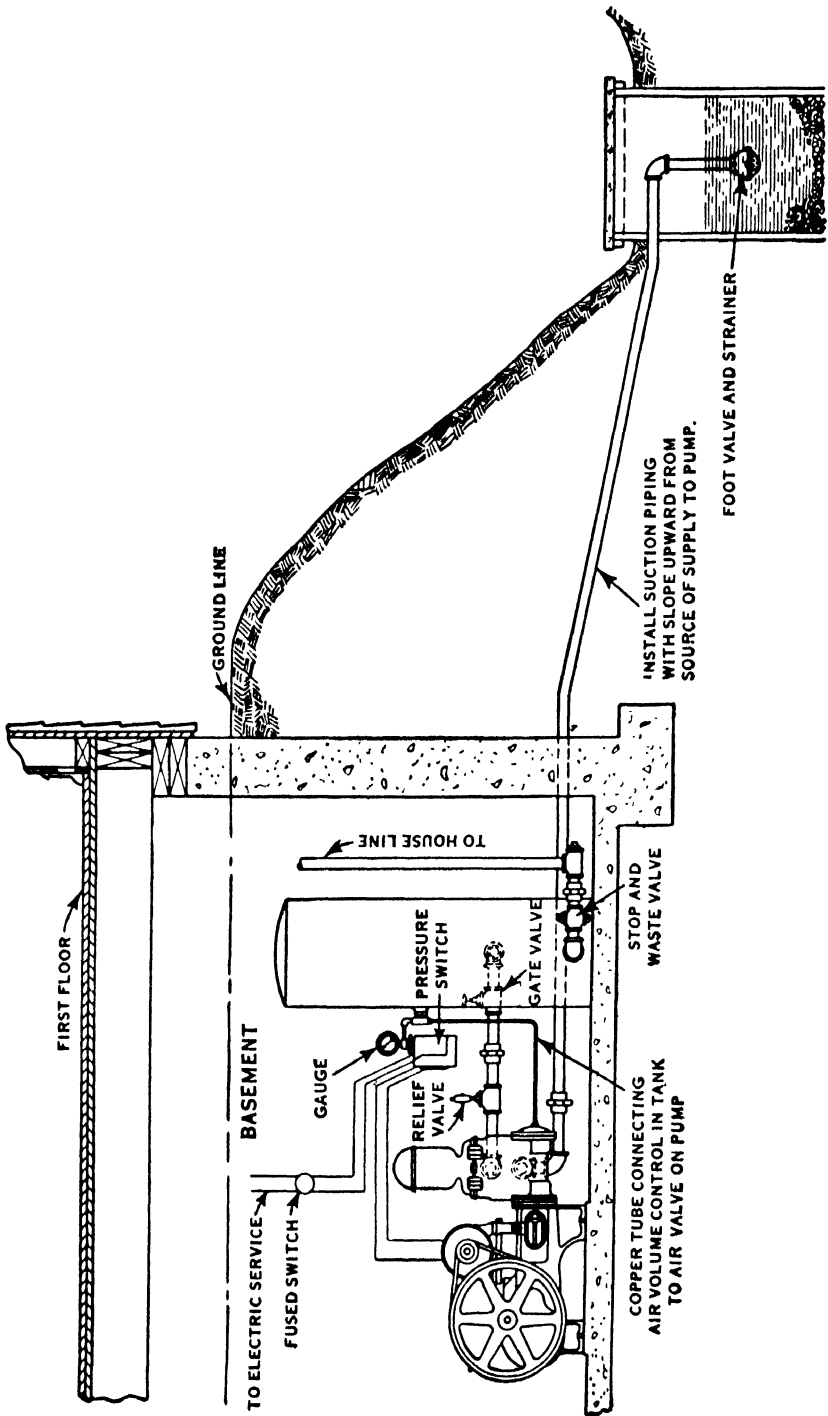 FIRST FLOOR
GROUND LINE
BASEMENT
TO ELECTRIC SERVICE
FUSED SWITCH
GAUGE
PRESSURE
SWITCH
RELIEF
VALVE
GATE VALVE
TO HOUSE LINE
COPPER TUBE CONNECTING
AIR VOLUME CONTROL IN TANK
TO AIR VALVE ON PUMP
STOP AND
WASTE VALVE
INSTALL SUCTION PIPING
WITH SLOPE UPWARD FROM
SOURCE OF SUPPLY TO PUMP.
FOOT VALVE AND STRAINER